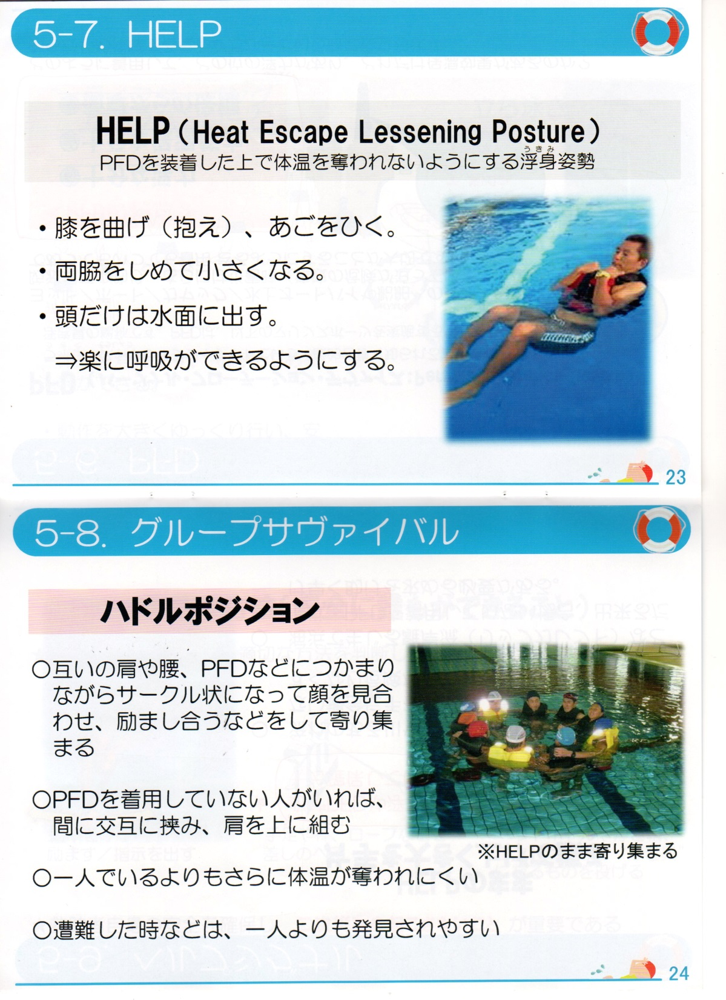 5-7. HELP
HELP（Heat Escape Lessening Posture）
うきみ
PFDを装着した上で体温を奪われないようにする浮身姿勢
・膝を曲げ（抱え）、あごをひく。
・両脇をしめて小さくなる。
・頭だけは水面に出す。
⇒楽に呼吸ができるようにする。
23
5-8. グループサヴァイバル
ハドルポジション
〇互いの肩や腰、PFDなどにつかまり
ながらサークル状になって顔を見合
わせ、励まし合うなどをして寄り集
まる
〇PFDを着用していない人がいれば、
間に交互に挟み、肩を上に組む
※HELPのまま寄り集まる
〇一人でいるよりもさらに体温が奪われにくい
〇遭難した時などは、一人よりも発見されやすい
24